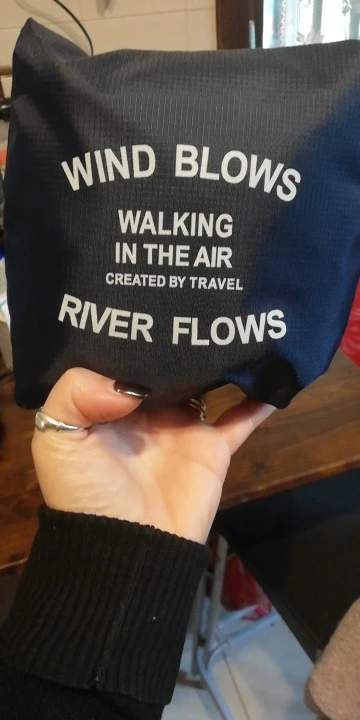 WIND BLOWS
WALKING
IN THE AIR
CREATED BY TRAVEL
RIVER FLOWS